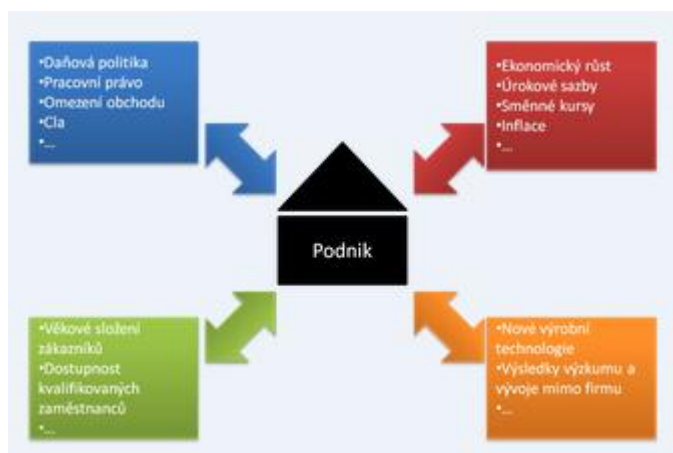 •Daňová politika
•Pracovní právo
•Omezení obchodu
•Cla
•...
•Ekonomický růst
•Úrokové sazby
•Směnné kursy
•Inflace
•...
Podnik
•Věkové složení
zákazníků
•Dostupnost
kvalifikovaných
zaměstnanců
•...
•Nové výrobní
technologie
•Výsledky výzkumu a
vývoje mimo firmu
•...